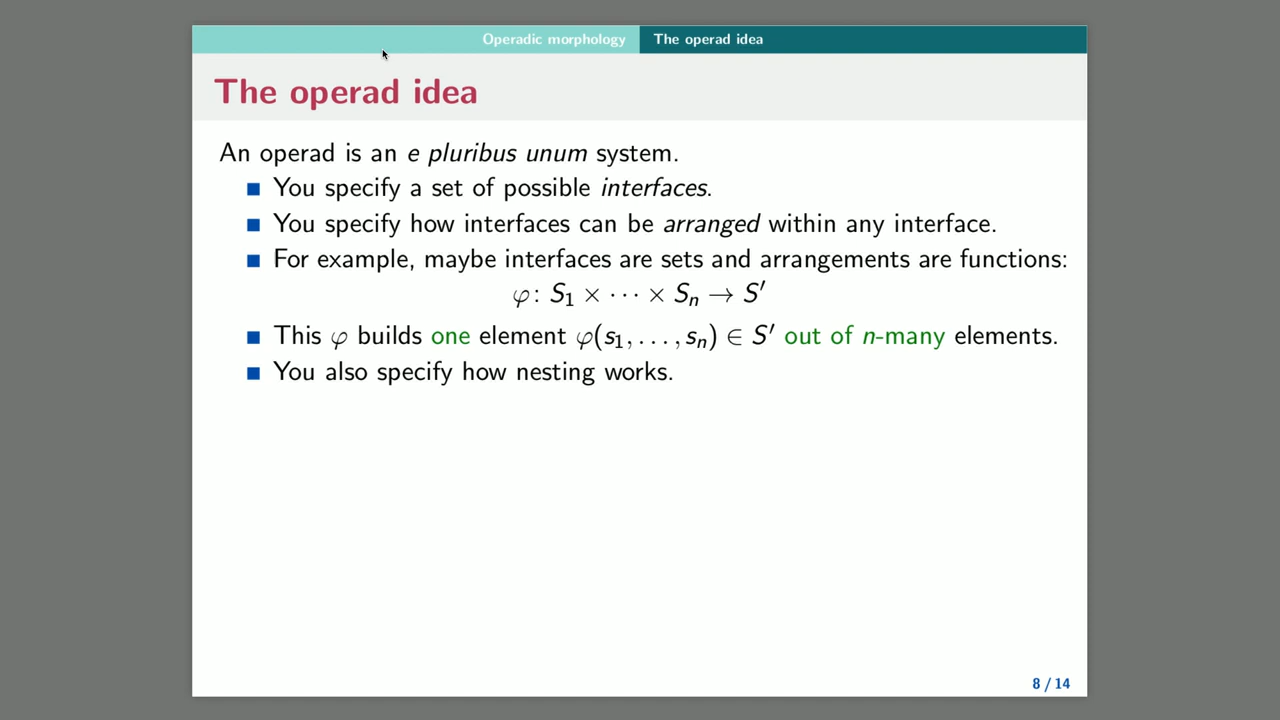 Operadic morphology The operad idea
The operad idea
An operad is an e pluribus unum system.
■ You specify a set of possible interfaces.
■ You specify how interfaces can be arranged within any interface.
■ For example, maybe interfaces are sets and arrangements are functions:
φ: S₁ × ··· × Sₙ → S′
■ This φ builds one element φ(s₁, . . . , sₙ) ∈ S′ out of n-many elements.
■ You also specify how nesting works.
8 / 14